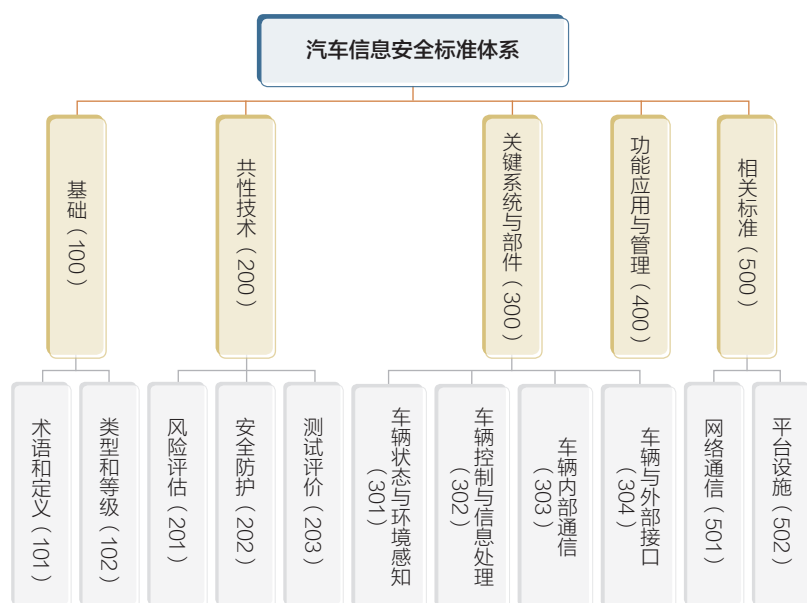 汽车信息安全标准体系
基础（100）
共性技术（200）
关键系统与部件（300）
功能应用与管理（400）
相关标准（500）
术语和定义（101）
类型和等级（102）
风险评估（201）
安全防护（202）
测试评价（203）
车辆状态与环境感知
（301）
车辆控制与信息处理
（302）
车辆内部通信
（303）
车辆与外部接口
（304）
网络通信（501）
平台设施（502）